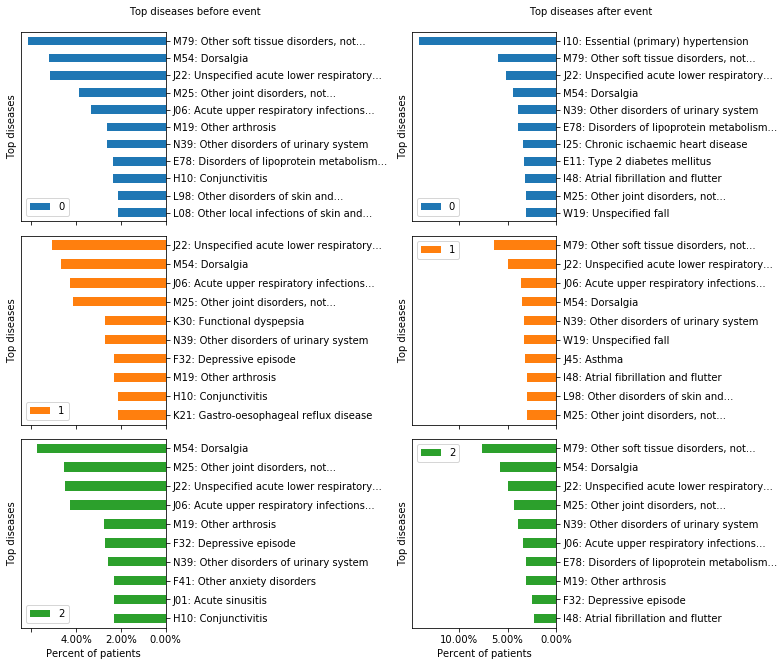 Top diseases before event
Top diseases
M79: Other soft tissue disorders, not...
M54: Dorsalgia
J22: Unspecified acute lower respiratory...
M25: Other joint disorders, not...
J06: Acute upper respiratory infections...
M19: Other arthrosis
N39: Other disorders of urinary system
E78: Disorders of lipoprotein metabolism...
H10: Conjunctivitis
L98: Other disorders of skin and...
L08: Other local infections of skin and...
0
Top diseases
J22: Unspecified acute lower respiratory...
M54: Dorsalgia
J06: Acute upper respiratory infections...
M25: Other joint disorders, not...
K30: Functional dyspepsia
N39: Other disorders of urinary system
F32: Depressive episode
M19: Other arthrosis
H10: Conjunctivitis
K21: Gastro-oesophageal reflux disease
1
Top diseases
M54: Dorsalgia
M25: Other joint disorders, not...
J22: Unspecified acute lower respiratory...
J06: Acute upper respiratory infections...
M19: Other arthrosis
F32: Depressive episode
N39: Other disorders of urinary system
F41: Other anxiety disorders
J01: Acute sinusitis
H10: Conjunctivitis
2
4.00% 2.00% 0.00%
Percent of patients
Top diseases after event
Top diseases
I10: Essential (primary) hypertension
M79: Other soft tissue disorders, not...
J22: Unspecified acute lower respiratory...
M54: Dorsalgia
N39: Other disorders of urinary system
E78: Disorders of lipoprotein metabolism...
I25: Chronic ischaemic heart disease
E11: Type 2 diabetes mellitus
I48: Atrial fibrillation and flutter
M25: Other joint disorders, not...
W19: Unspecified fall
0
Top diseases
1
M79: Other soft tissue disorders, not...
J22: Unspecified acute lower respiratory...
J06: Acute upper respiratory infections...
M54: Dorsalgia
N39: Other disorders of urinary system
W19: Unspecified fall
J45: Asthma
I48: Atrial fibrillation and flutter
L98: Other disorders of skin and...
M25: Other joint disorders, not...
Top diseases
2
M79: Other soft tissue disorders, not...
M54: Dorsalgia
J22: Unspecified acute lower respiratory...
M25: Other joint disorders, not...
N39: Other disorders of urinary system
J06: Acute upper respiratory infections...
E78: Disorders of lipoprotein metabolism...
M19: Other arthrosis
F32: Depressive episode
I48: Atrial fibrillation and flutter
10.00% 5.00% 0.00%
Percent of patients